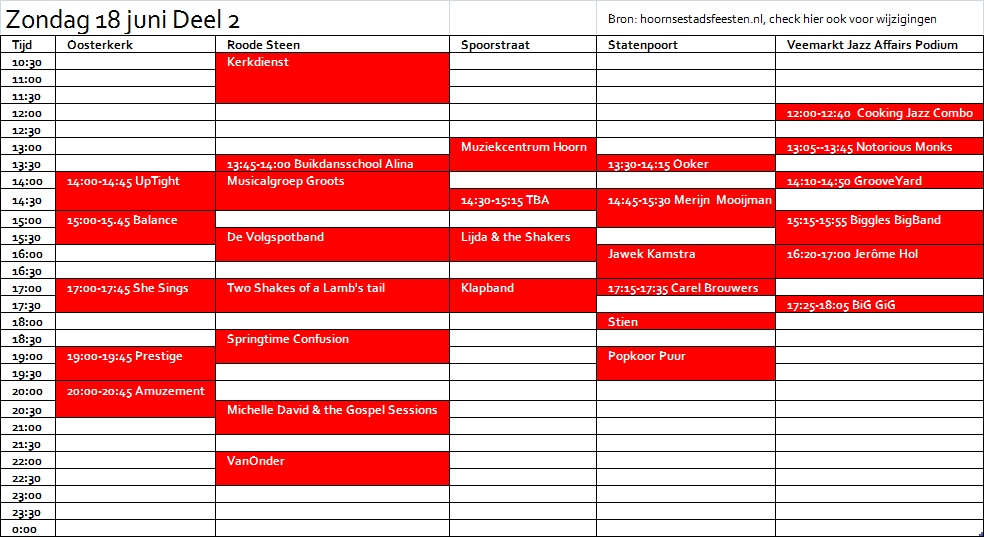 Zondag 18 juni Deel 2
Bron: hoornsestadsfeesten.nl, check hier ook voor wijzigingen
Tijd Oosterkerk Roode Steen Spoorstraat Statenpoort Veemarkt Jazz Affairs Podium
10:30 Kerkdienst
11:00
11:30
12:00 12:00-12:40 Cooking Jazz Combo
12:30
13:00 Muziekcentrum Hoorn 13:05--13:45 Notorious Monks
13:30 13:45-14:00 Buikdansschool Alina 13:30-14:15 Ooker
14:00 14:00-14:45 UpTight Musicalgroep Groots 14:10-14:50 GrooveYard
14:30 14:30-15:15 TBA 14:45-15:30 Merijn Mooijman
15:00 15:00-15.45 Balance 15:15-15:55 Biggles BigBand
15:30 De Volgspotband Lijda & the Shakers
16:00 Jawek Kamstra 16:20-17:00 Jerôme Hol
16:30
17:00 17:00-17:45 She Sings Two Shakes of a Lamb's tail Klapband 17:15-17:35 Carel Brouwers
17:30 17:25-18:05 BiG GiG
18:00 Stien
18:30 Springtime Confusion
19:00 19:00-19:45 Prestige Popkoor Puur
19:30
20:00 20:00-20:45 Amuzement
20:30 Michelle David & the Gospel Sessions
21:00
21:30
22:00 VanOnder
22:30
23:00
23:30
0:00